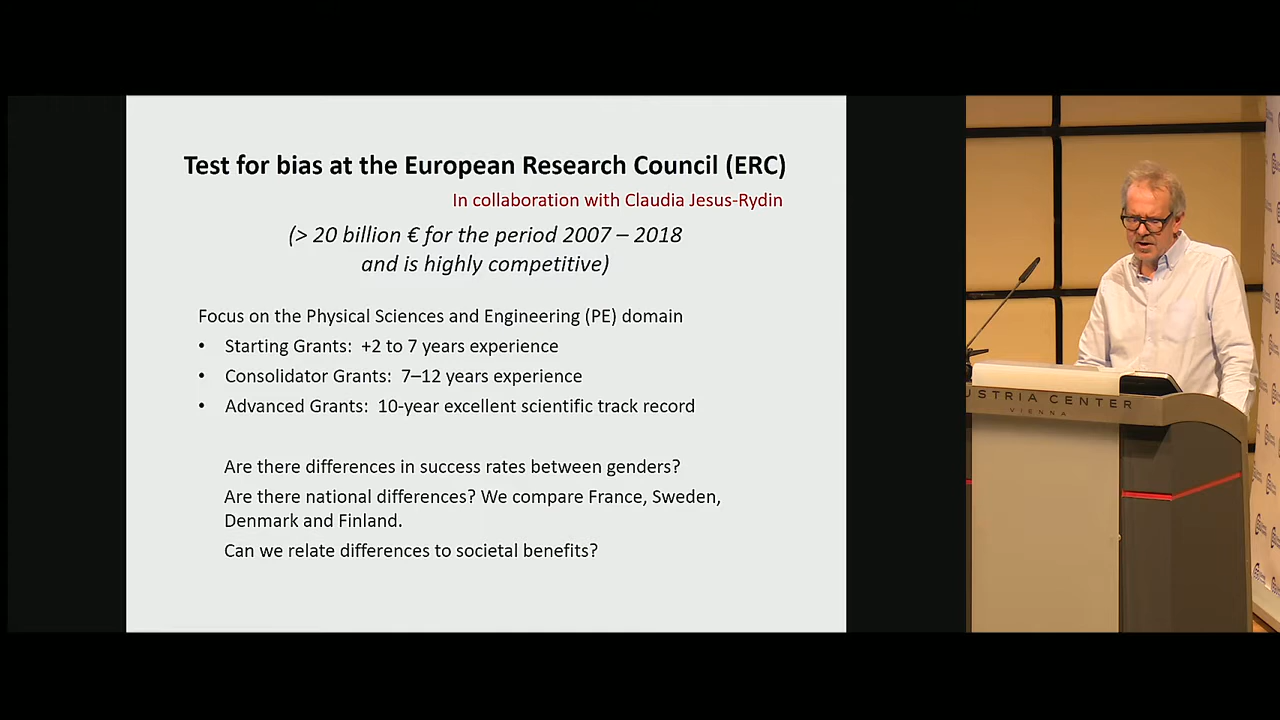 Test for bias at the European Research Council (ERC)
In collaboration with Claudia Jesus-Rydin
(> 20 billion € for the period 2007 – 2018
and is highly competitive)
Focus on the Physical Sciences and Engineering (PE) domain
• Starting Grants: +2 to 7 years experience
• Consolidator Grants: 7–12 years experience
• Advanced Grants: 10-year excellent scientific track record
Are there differences in success rates between genders?
Are there national differences? We compare France, Sweden,
Denmark and Finland.
Can we relate differences to societal benefits?
USTRIA CENTER
VIENNA